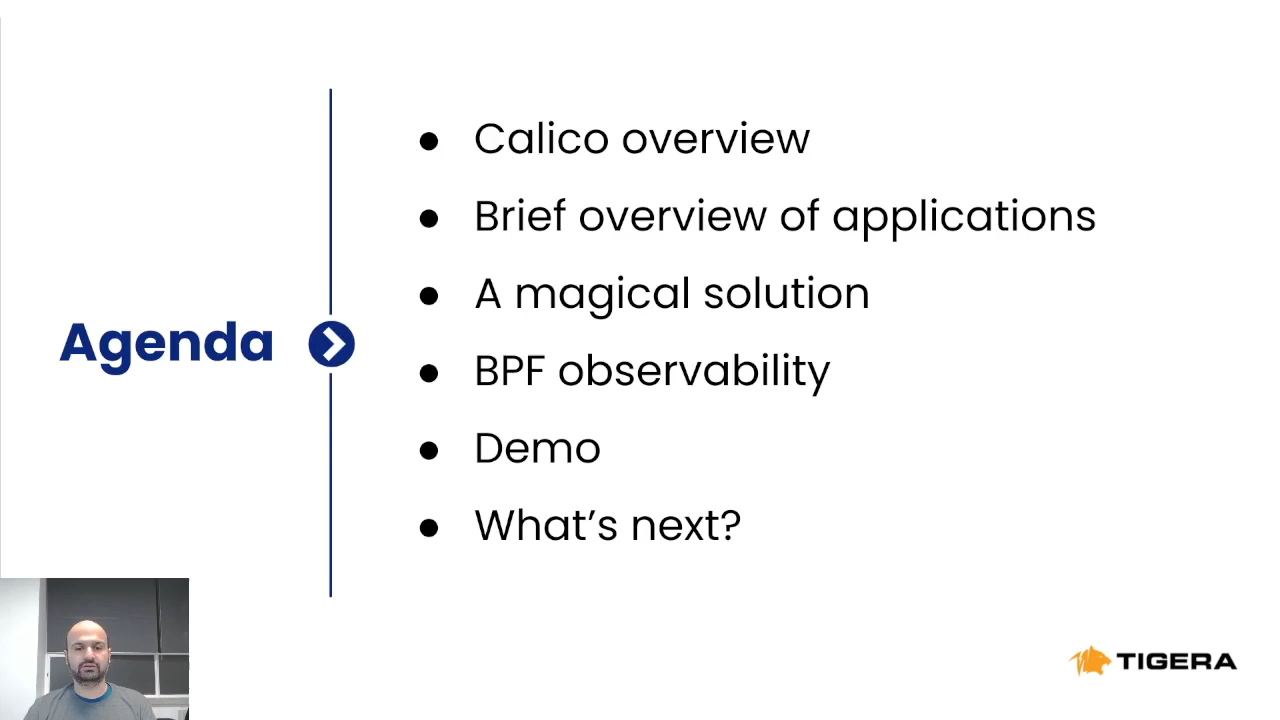 Agenda
Calico overview
Brief overview of applications
A magical solution
BPF observability
Demo
What’s next?
TIGERA